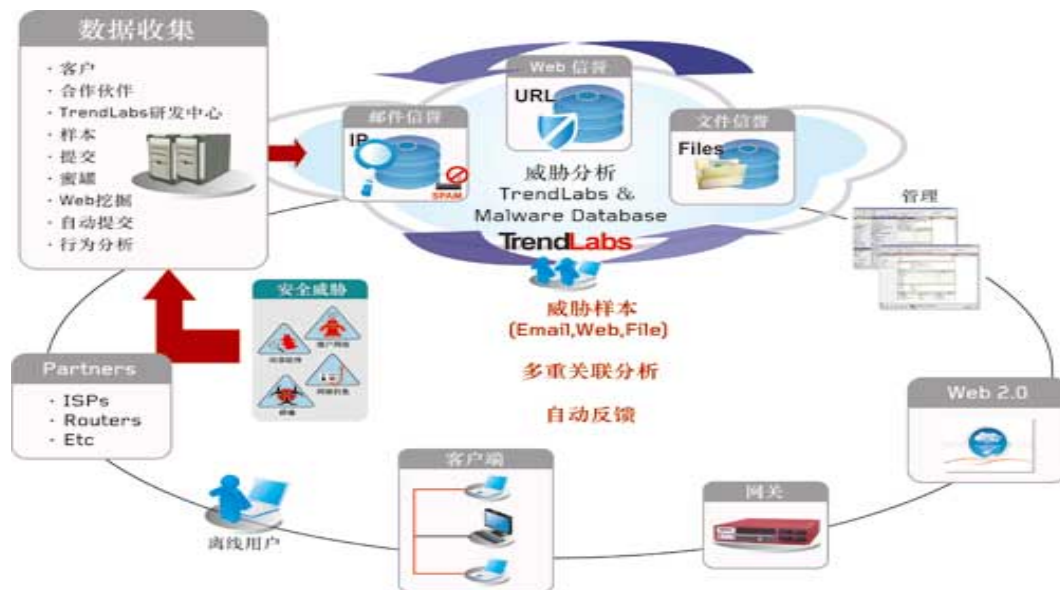 数据收集
· 客户
· 合作伙伴
· TrendLabs研发中心
· 样本
· 提交
· 蜜罐
· Web挖掘
· 自动提交
· 行为分析
邮件信誉
IP
SPAM
Web 信誉
URL
文件信誉
Files
威胁分析
TrendLabs &
Malware Database
TrendLabs
管理
安全威胁
威胁样本
(Email,Web,File)
多重关联分析
自动反馈
Partners
· ISPs
· Routers
· Etc
Web 2.0
客户端
网关
离线用户